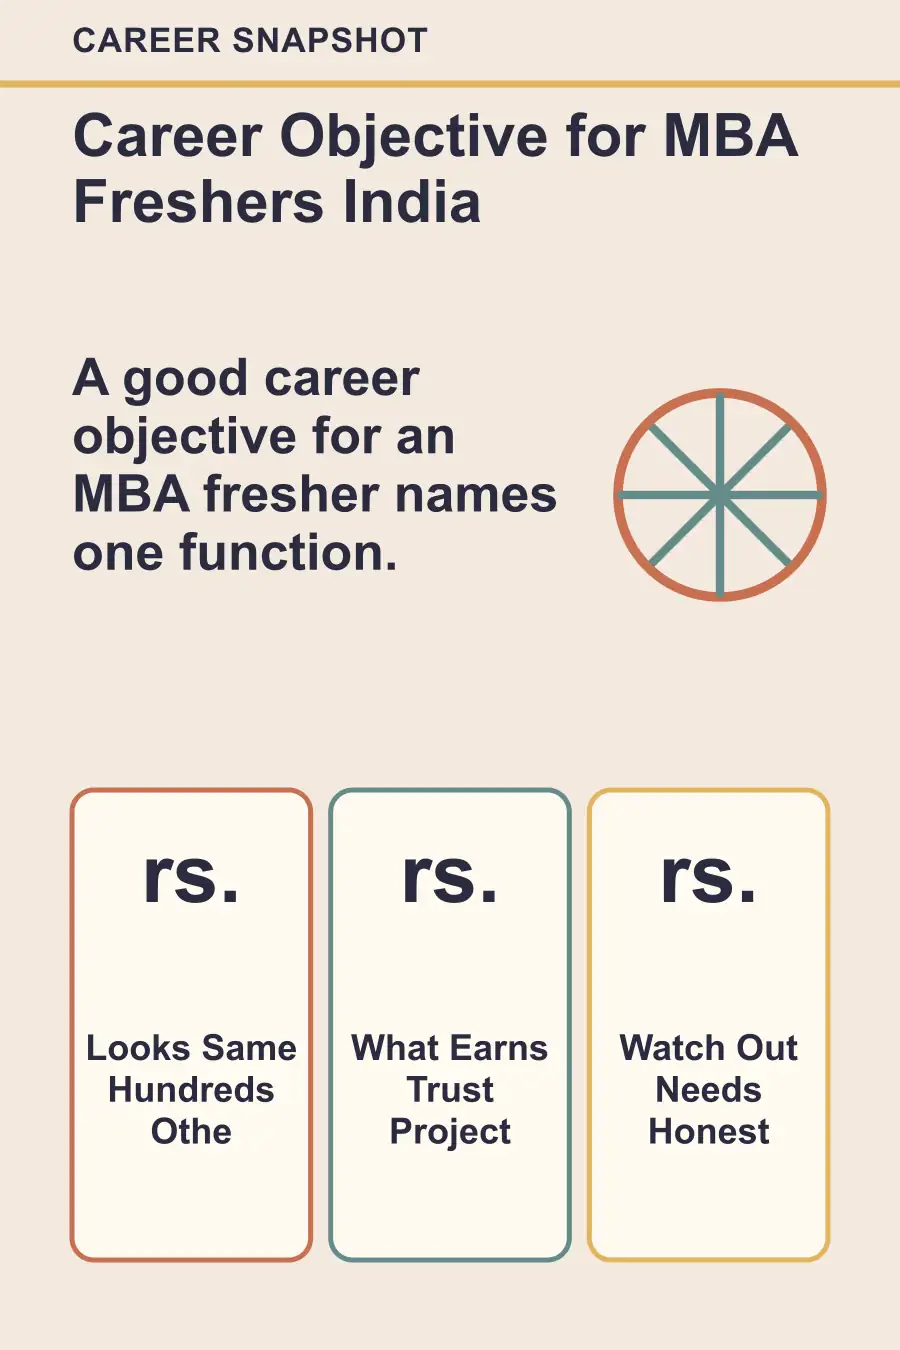 CAREER SNAPSHOT
Career Objective for MBA
Freshers India
A good career
objective for an
MBA fresher names
one function.
rs.
Looks Same
Hundreds
Othe
rs.
What Earns
Trust
Project
rs.
Watch Out
Needs
Honest